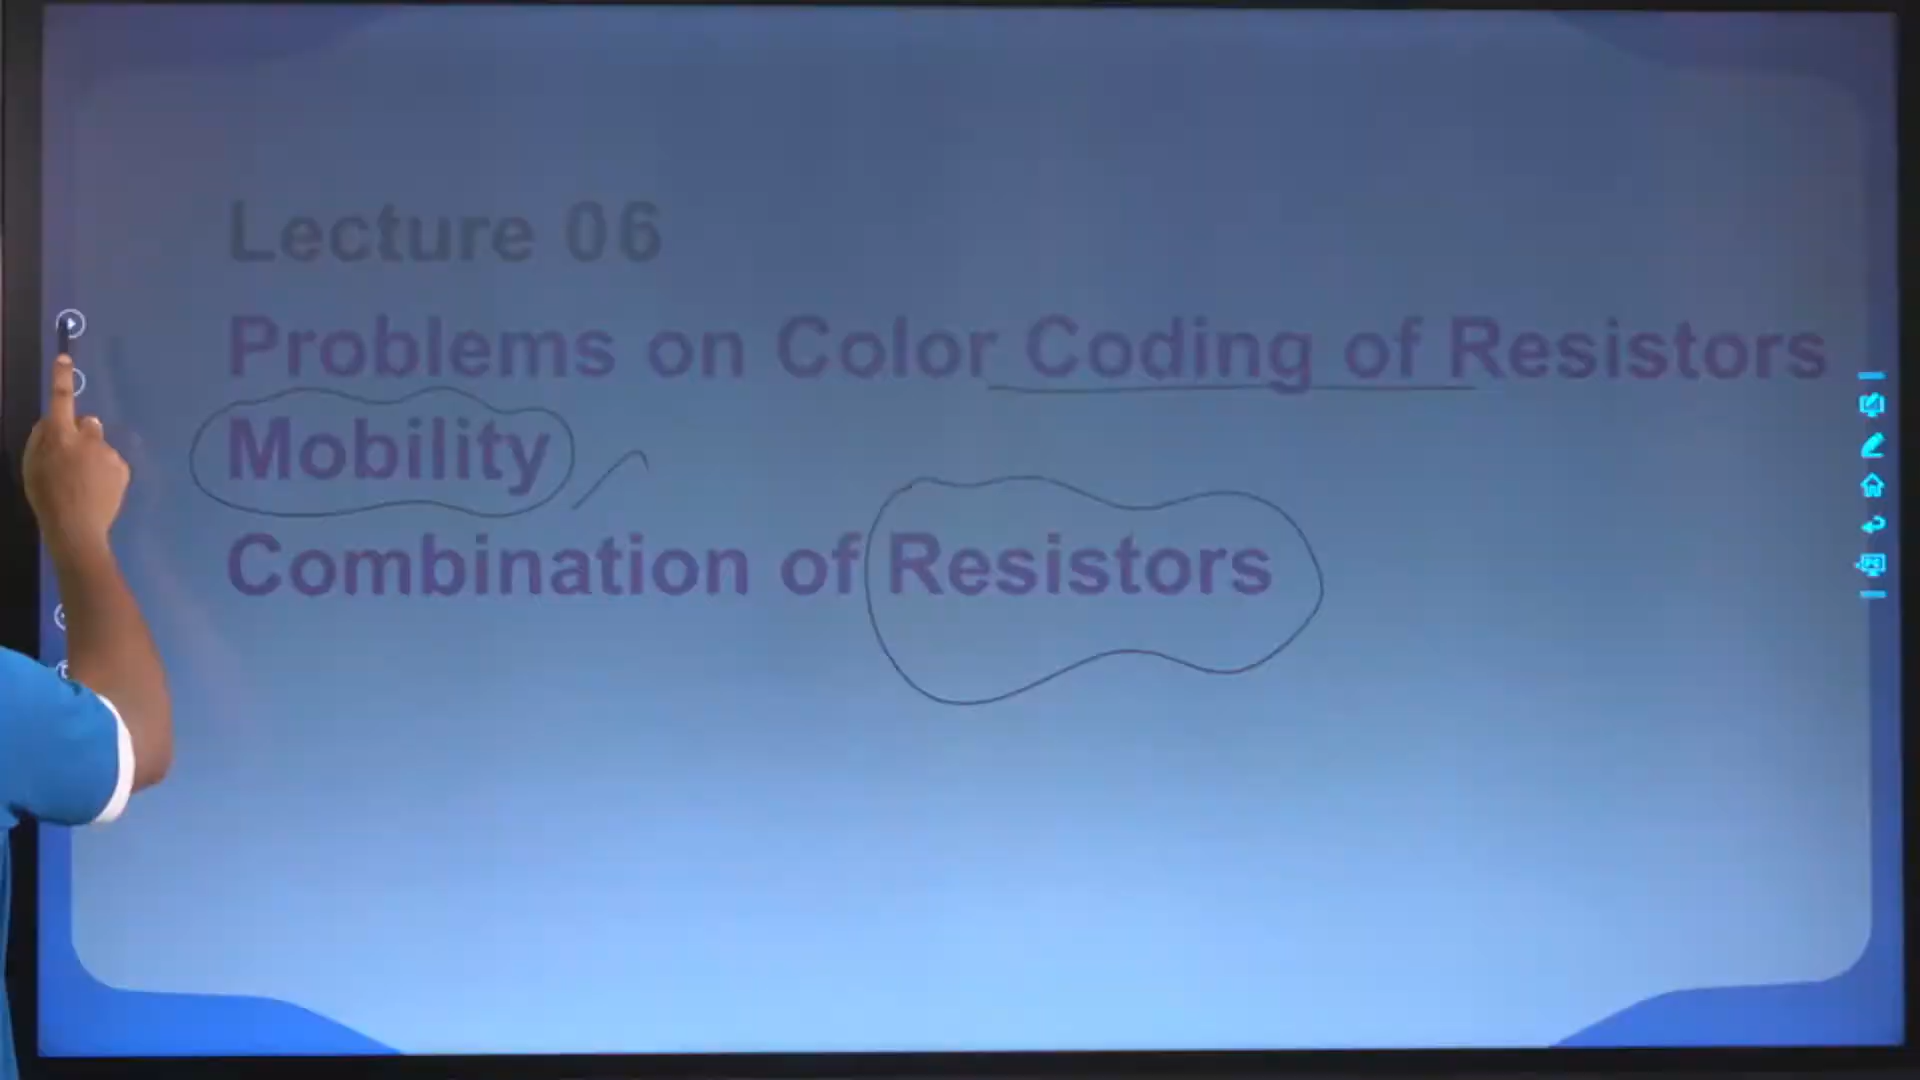 Lecture 06
Problems on Color Coding of Resistors
Mobility
Combination of Resistors